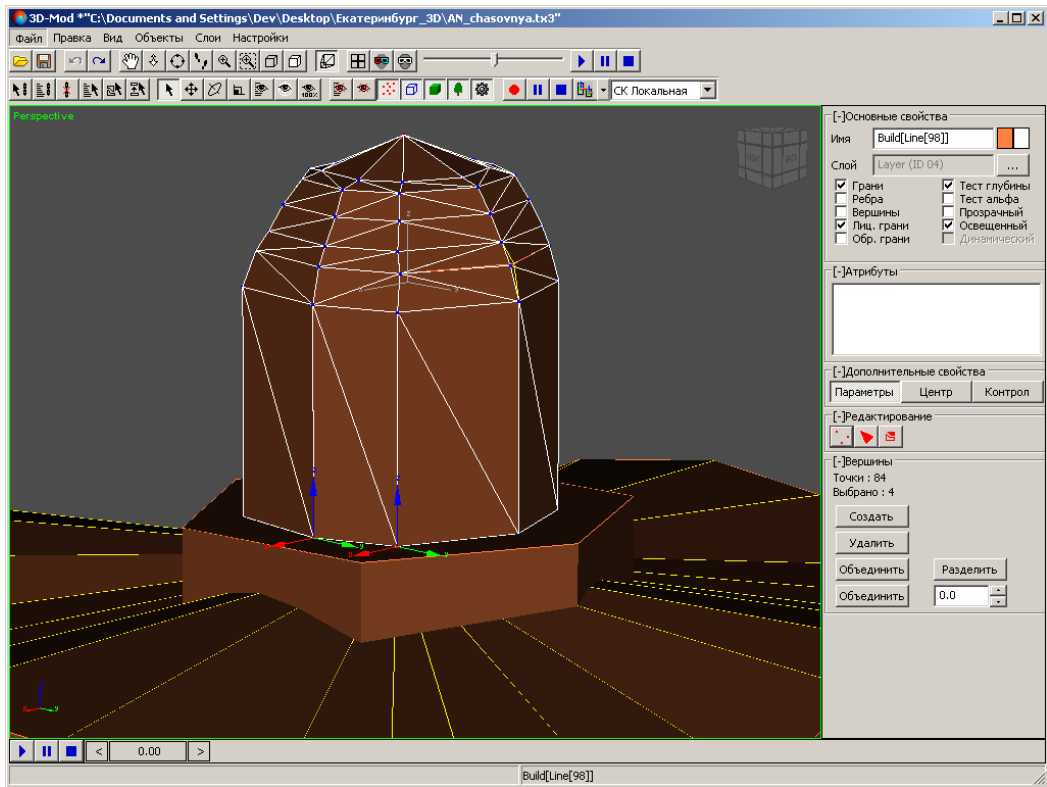 3D-Mod *"C:\Documents and Settings\Dev\Desktop\Екатеринбург_3D\AN_chasovnya.tx3"
Файл Правка Вид Объекты Слои Настройки
100%
СК Локальная
Perspective
[-]Основные свойства
Имя Build[Line[98]]
Слой Layer (ID 04) ...
Грани Тест глубины
Ребра Тест альфа
Вершины Прозрачный
Лиц. грани Освещенный
Обр. грани Динамический
[-]Атрибуты
[-]Дополнительные свойства
Параметры Центр Контрол
[-]Редактирование
[-]Вершины
Точки : 84
Выбрано : 4
Создать
Удалить
Объединить Разделить
Объединить 0.0
z
x y
z z
x y x y
z
x y
< 0.00 >
Build[Line[98]]